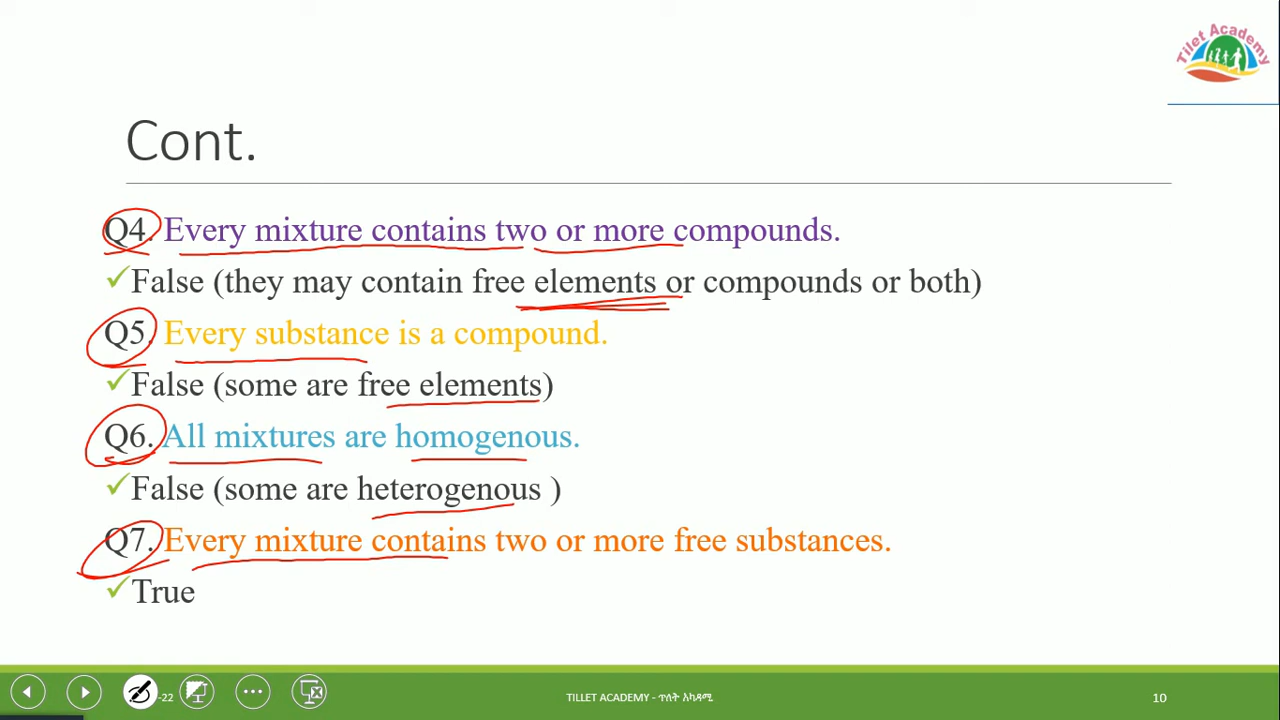 Tilet Academy
Cont.
Q4. Every mixture contains two or more compounds.
✓False (they may contain free elements or compounds or both)
Q5. Every substance is a compound.
✓False (some are free elements)
Q6. All mixtures are homogenous.
✓False (some are heterogenous )
Q7. Every mixture contains two or more free substances.
✓True
-22
TILLET ACADEMY - ጥለት አካዳሚ
10